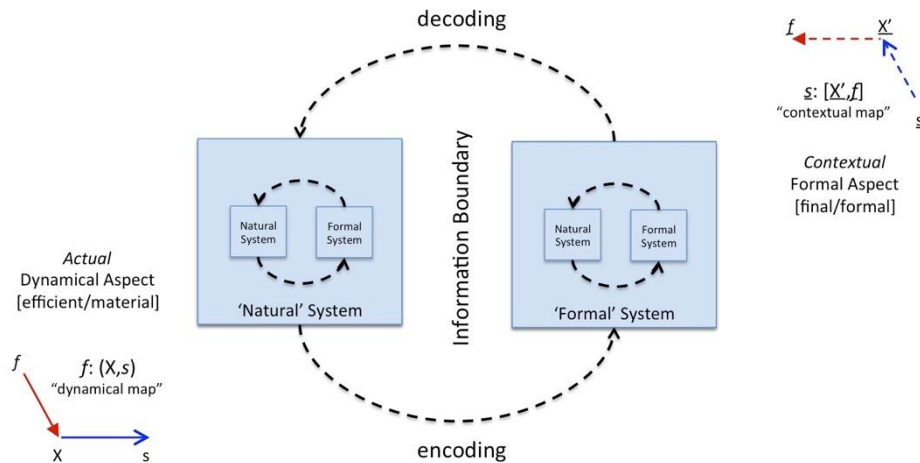 decoding
f
X'
s: [X',f]
"contextual map"
s
Contextual
Formal Aspect
[final/formal]
Natural
System
Formal
System
'Natural' System
Information Boundary
Natural
System
Formal
System
'Formal' System
Actual
Dynamical Aspect
[efficient/material]
f
f: (X,s)
"dynamical map"
X
s
encoding